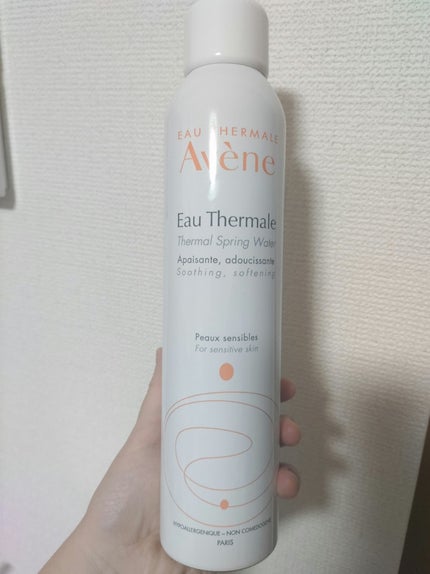 EAU THERMALE
Avène
Eau Thermale
Thermal Spring Water
Apaisante, adoucissante
Soothing, softening
Peaux sensibles
For sensitive skin
HYPOALLERGENIQUE – NON COMEDOGENE
PARIS